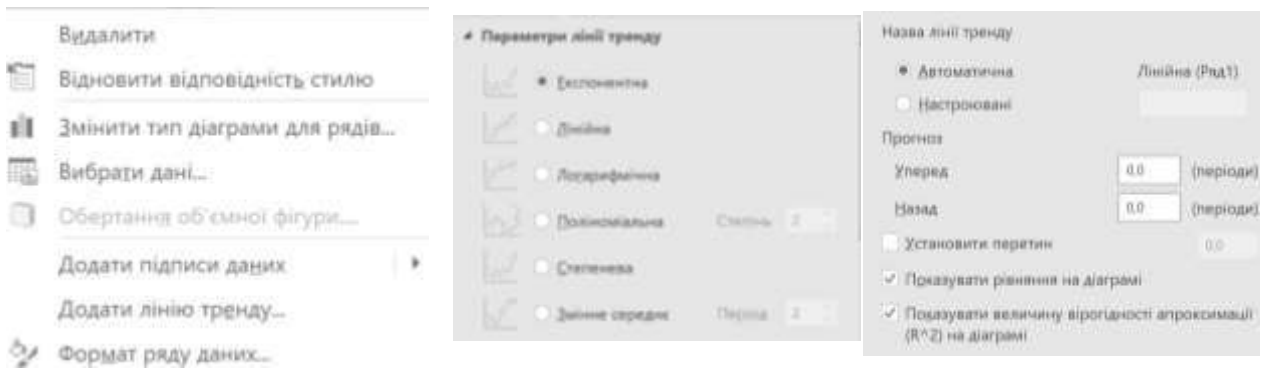 Видалити
Відновити відповідність стилю
Змінити тип діаграми для рядів...
Вибрати дані...
Обертання об'ємної фігури...
Додати підписи даних
Додати лінію тренду...
Формат ряду даних...
Параметри лінії тренду
Експонентна
Лінійна
Логарифмічна
Поліноміальна Степінь 2
Степенева
Змінне середнє Період 2
Назва лінії тренду
Автоматична Лінійна (Ряд1)
Настроювані
Прогноз
Уперед 0,0 (періоди)
Назад 0,0 (періоди)
Установити перетин 0,0
Показувати рівняння на діаграмі
Показувати величину вірогідності апроксимації
(R^2) на діаграмі